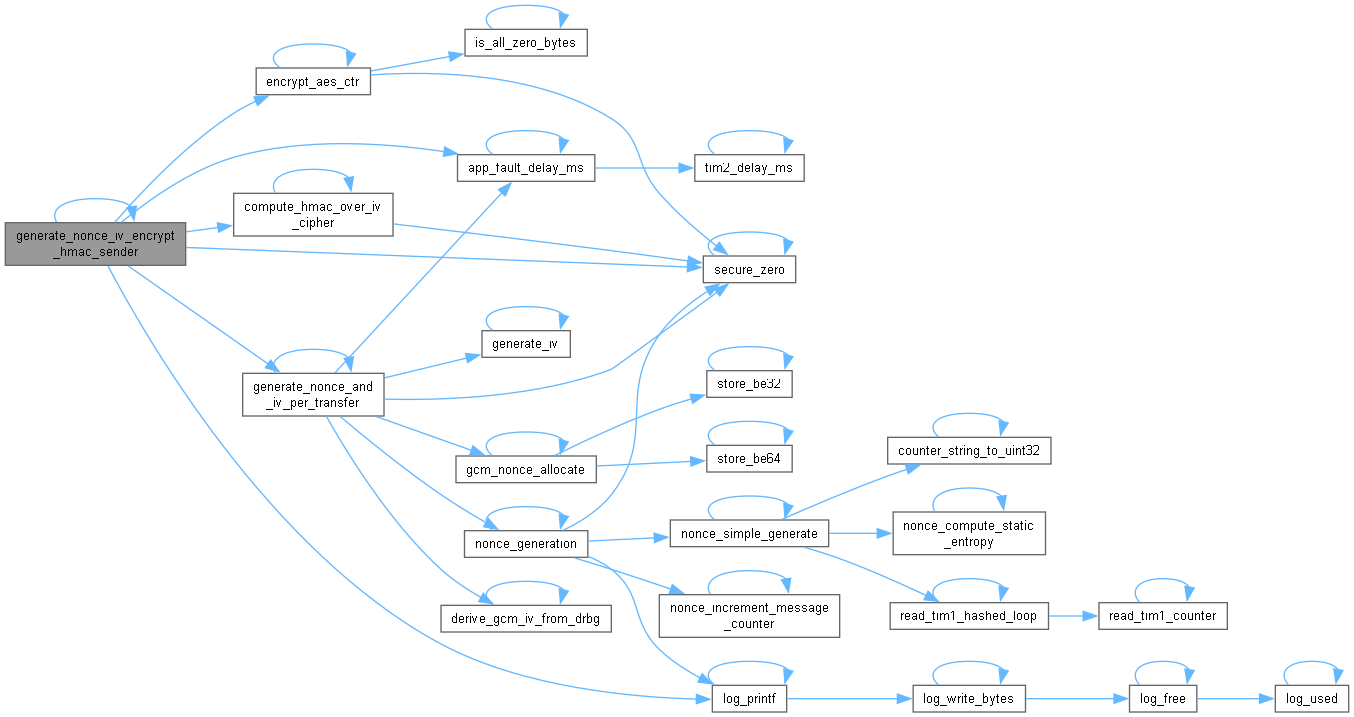 is_all_zero_bytes
encrypt_aes_ctr
app_fault_delay_ms
tim2_delay_ms
compute_hmac_over_iv
_cipher
generate_nonce_iv_encrypt
_hmac_sender
secure_zero
generate_iv
generate_nonce_and
_iv_per_transfer
store_be32
gcm_nonce_allocate
store_be64
counter_string_to_uint32
nonce_generation
nonce_simple_generate
nonce_compute_static
_entropy
derive_gcm_iv_from_drbg
nonce_increment_message
_counter
read_tim1_hashed_loop
read_tim1_counter
log_printf
log_write_bytes
log_free
log_used